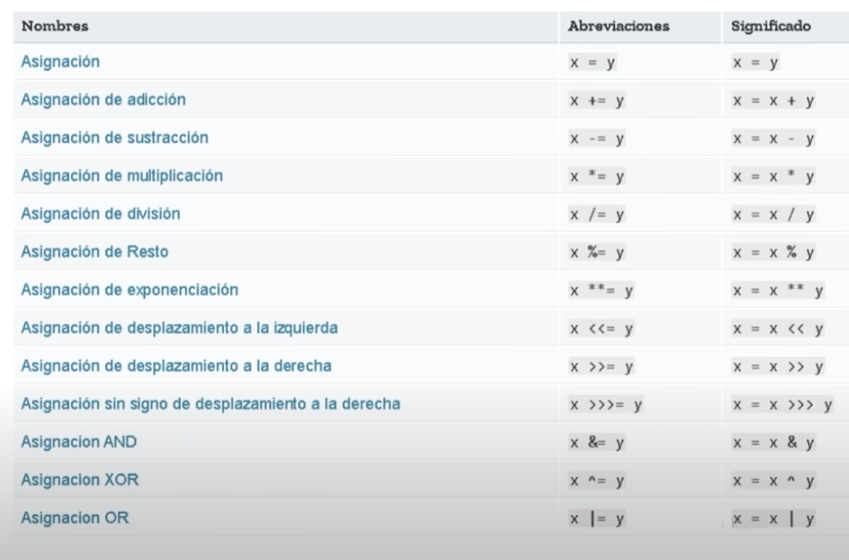 Nombres Abreviaciones Significado
Asignación x = y x = y
Asignación de adicción x += y x = x + y
Asignación de sustracción x -= y x = x - y
Asignación de multiplicación x *= y x = x * y
Asignación de división x /= y x = x / y
Asignación de Resto x %= y x = x % y
Asignación de exponenciación x **= y x = x ** y
Asignación de desplazamiento a la izquierda x <<= y x = x << y
Asignación de desplazamiento a la derecha x >>= y x = x >> y
Asignación sin signo de desplazamiento a la derecha x >>>= y x = x >>> y
Asignacion AND x &= y x = x & y
Asignacion XOR x ^= y x = x ^ y
Asignacion OR x |= y x = x | y